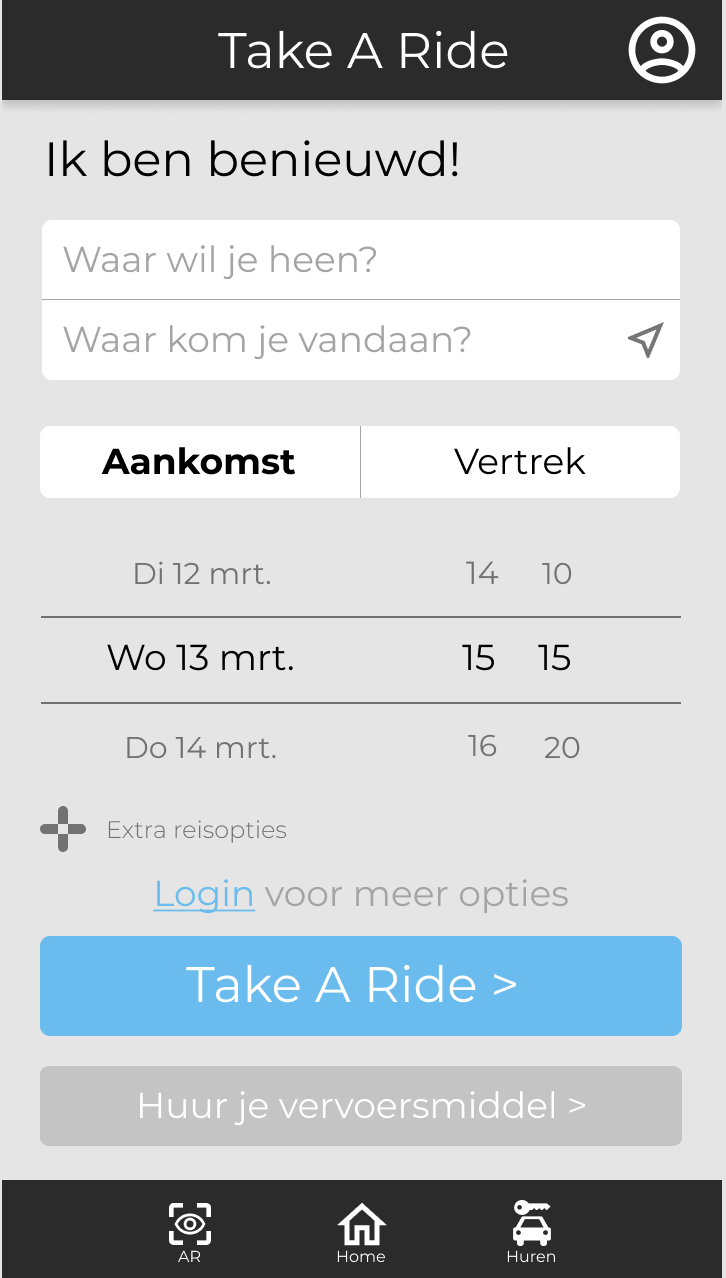 Take A Ride
Ik ben benieuwd!
Waar wil je heen?
Waar kom je vandaan?
Aankomst Vertrek
Di 12 mrt. 14 10
Wo 13 mrt. 15 15
Do 14 mrt. 16 20
Extra reisopties
Login voor meer opties
Take A Ride >
Huur je vervoersmiddel >
AR Home Huren